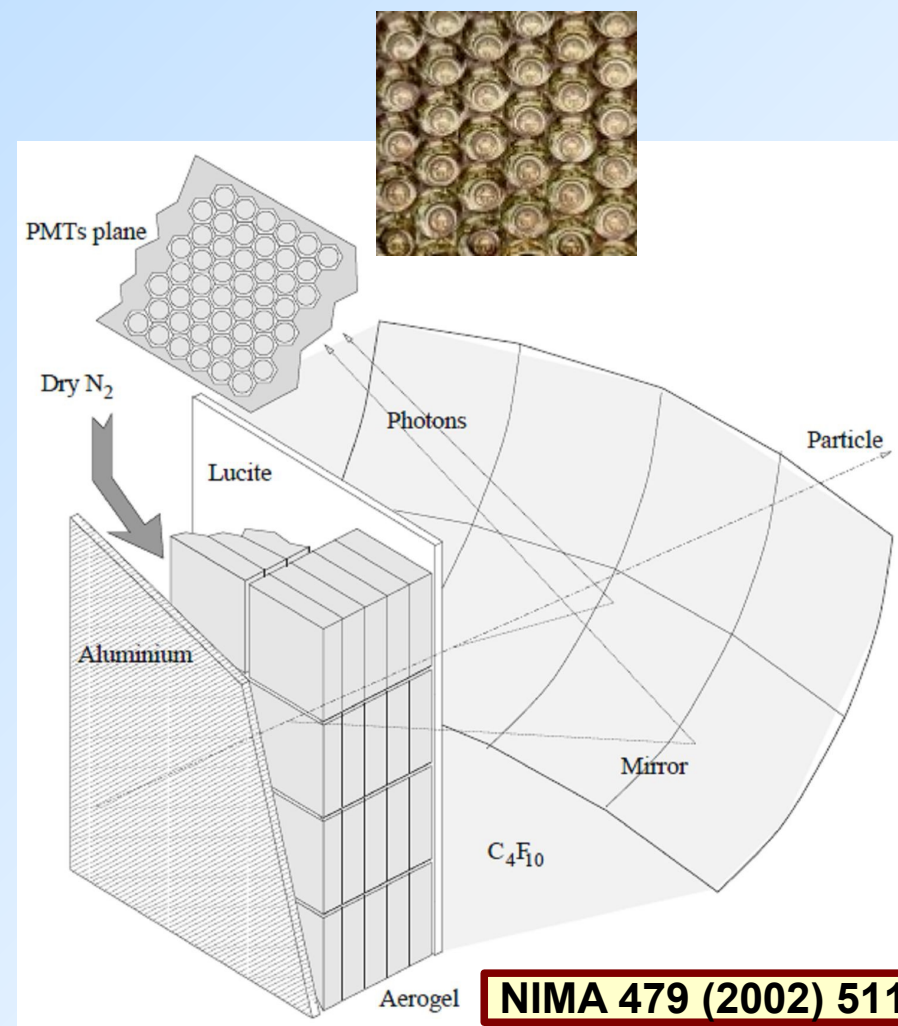 PMTs plane
Dry N₂
Photons
Particle
Lucite
Aluminium
Mirror
C₄F₁₀
Aerogel
NIMA 479 (2002) 511